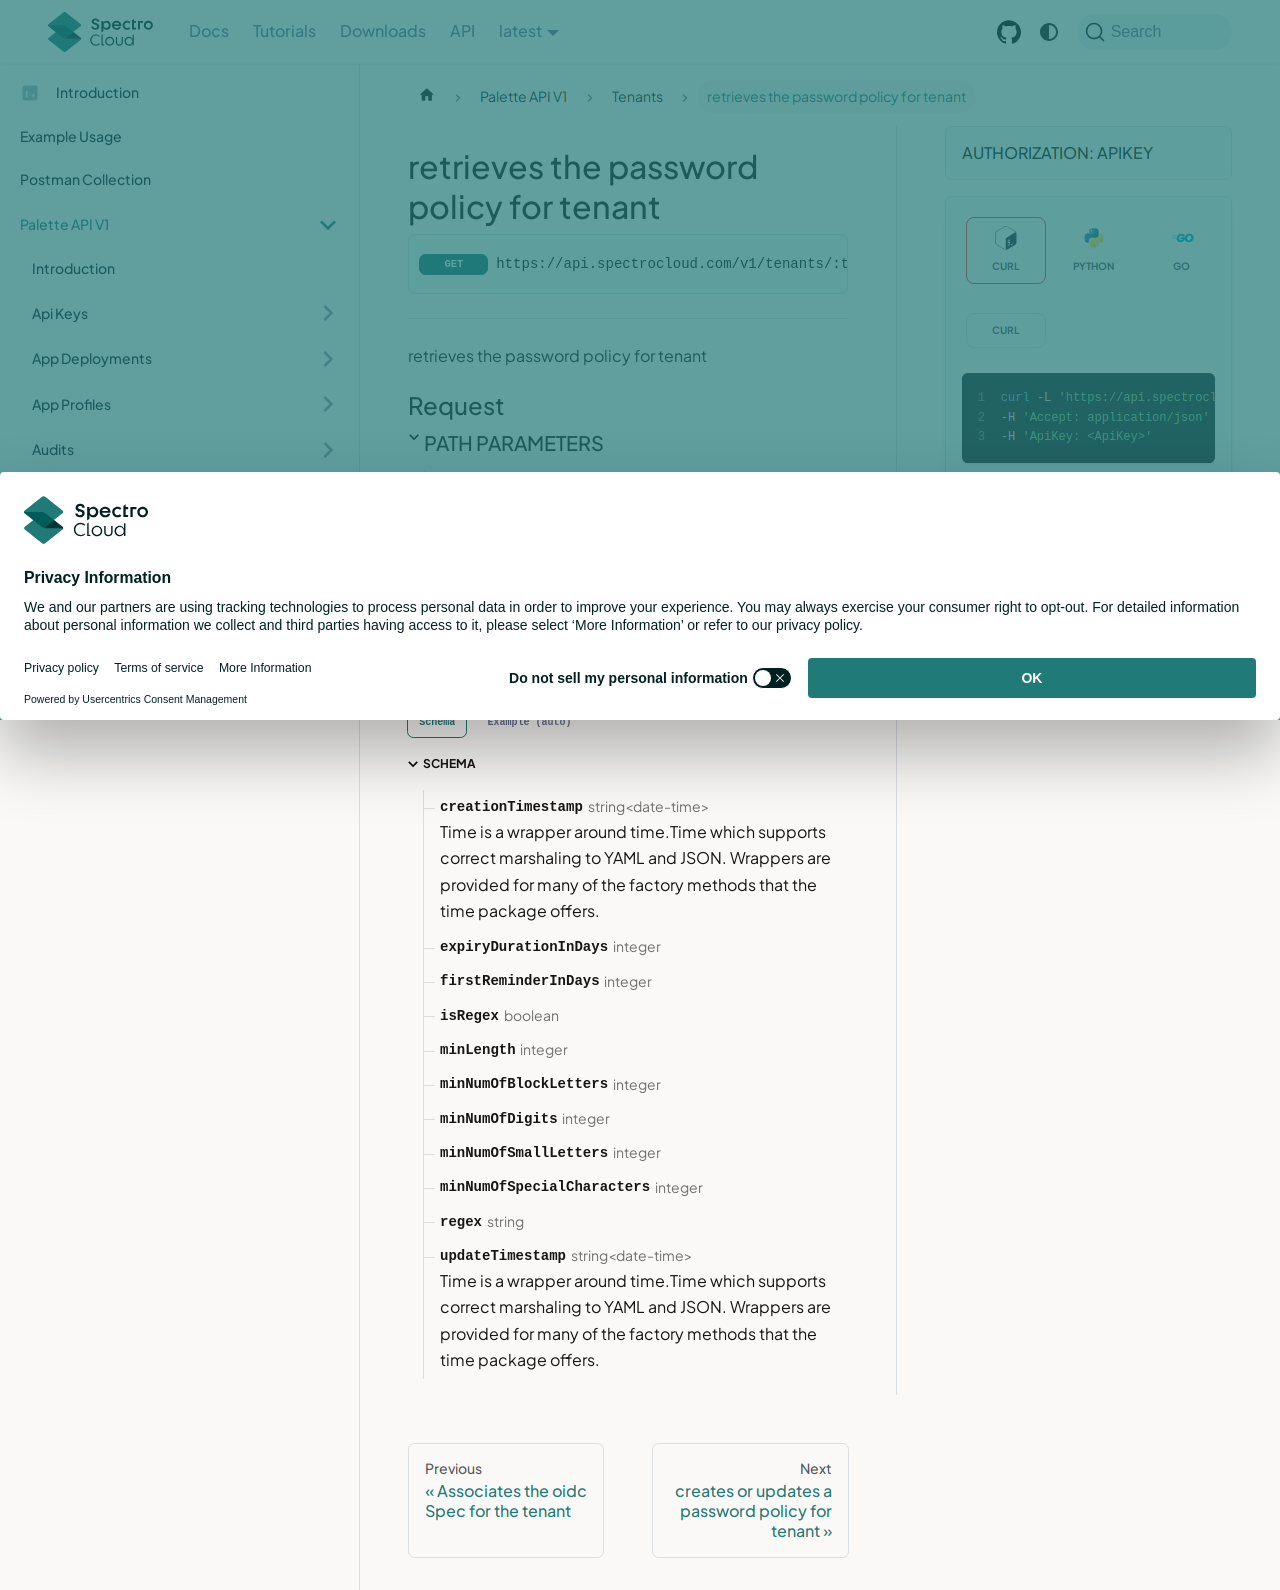 Spectro Cloud
Docs
Tutorials
Downloads
API
latest
Search
Introduction
Example Usage
Postman Collection
Palette API V1
Introduction
Api Keys
App Deployments
App Profiles
Audits
Palette API V1
Tenants
retrieves the password policy for tenant
retrieves the password
policy for tenant
GET https://api.spectrocloud.com/v1/tenants/:t
retrieves the password policy for tenant
Request
PATH PARAMETERS
AUTHORIZATION: APIKEY
CURL
PYTHON
GO
CURL
1 curl -L 'https://api.spectrocl
2 -H 'Accept: application/json'
3 -H 'ApiKey: <ApiKey>'
Spectro
Cloud
Privacy Information
We and our partners are using tracking technologies to process personal data in order to improve your experience. You may always exercise your consumer right to opt-out. For detailed information
about personal information we collect and third parties having access to it, please select ‘More Information’ or refer to our privacy policy.
Privacy policy
Terms of service
More Information
Powered by Usercentrics Consent Management
Do not sell my personal information
OK
Schema
Example (auto)
SCHEMA
creationTimestamp string<date-time>
Time is a wrapper around time.Time which supports
correct marshaling to YAML and JSON. Wrappers are
provided for many of the factory methods that the
time package offers.
expiryDurationInDays integer
firstReminderInDays integer
isRegex boolean
minLength integer
minNumOfBlockLetters integer
minNumOfDigits integer
minNumOfSmallLetters integer
minNumOfSpecialCharacters integer
regex string
updateTimestamp string<date-time>
Time is a wrapper around time.Time which supports
correct marshaling to YAML and JSON. Wrappers are
provided for many of the factory methods that the
time package offers.
Previous
« Associates the oidc
Spec for the tenant
Next
creates or updates a
password policy for
tenant »